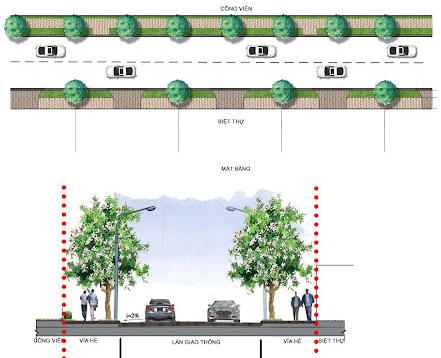 CÔNG VIÊN
BIỆT THỰ
MẶT BẰNG
i=2%
CÔNG VIÊN
VỈA HÈ
LÀN GIAO THÔNG
VỈA HÈ
BIỆT THỰ